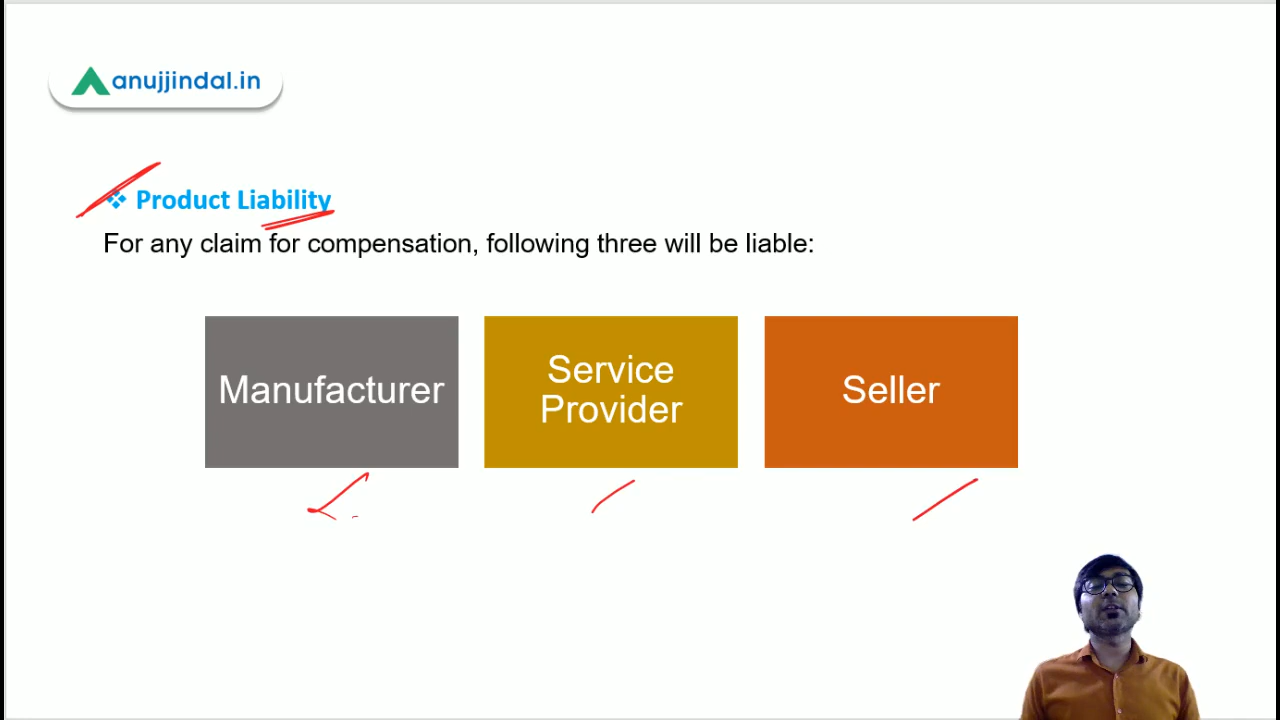 anujjindal.in
Product Liability
For any claim for compensation, following three will be liable:
Manufacturer
Service
Provider
Seller